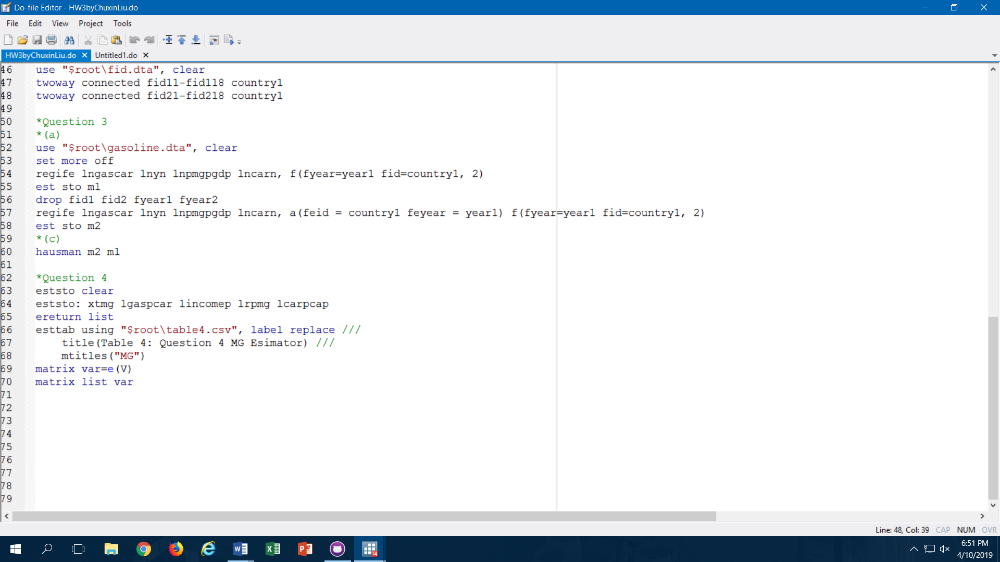 Do-file Editor - HW3byChuxinLiu.do
File Edit View Project Tools
HW3byChuxinLiu.do Untitled1.do
46 use "$root\fid.dta", clear
47 twoway connected fid11-fid118 country1
48 twoway connected fid21-fid218 country1
49
50 *Question 3
51 *(a)
52 use "$root\gasoline.dta", clear
53 set more off
54 regife lngascar lnyn lnpmgpgdp lncarn, f(fyear=year1 fid=country1, 2)
55 est sto m1
56 drop fid1 fid2 fyear1 fyear2
57 regife lngascar lnyn lnpmgpgdp lncarn, a(feid = country1 feyear = year1) f(fyear=year1 fid=country1, 2)
58 est sto m2
59 *(c)
60 hausman m2 m1
61
62 *Question 4
63 eststo clear
64 eststo: xtmg lgaspcar lincomep lrpmg lcarpcap
65 ereturn list
66 esttab using "$root\table4.csv", label replace ///
67 title(Table 4: Question 4 MG Esimator) ///
68 mtitles("MG")
69 matrix var=e(V)
70 matrix list var
71
72
73
74
75
76
77
78
79
Line: 48, Col: 39 CAP NUM OVR
14
6:51 PM
4/10/2019